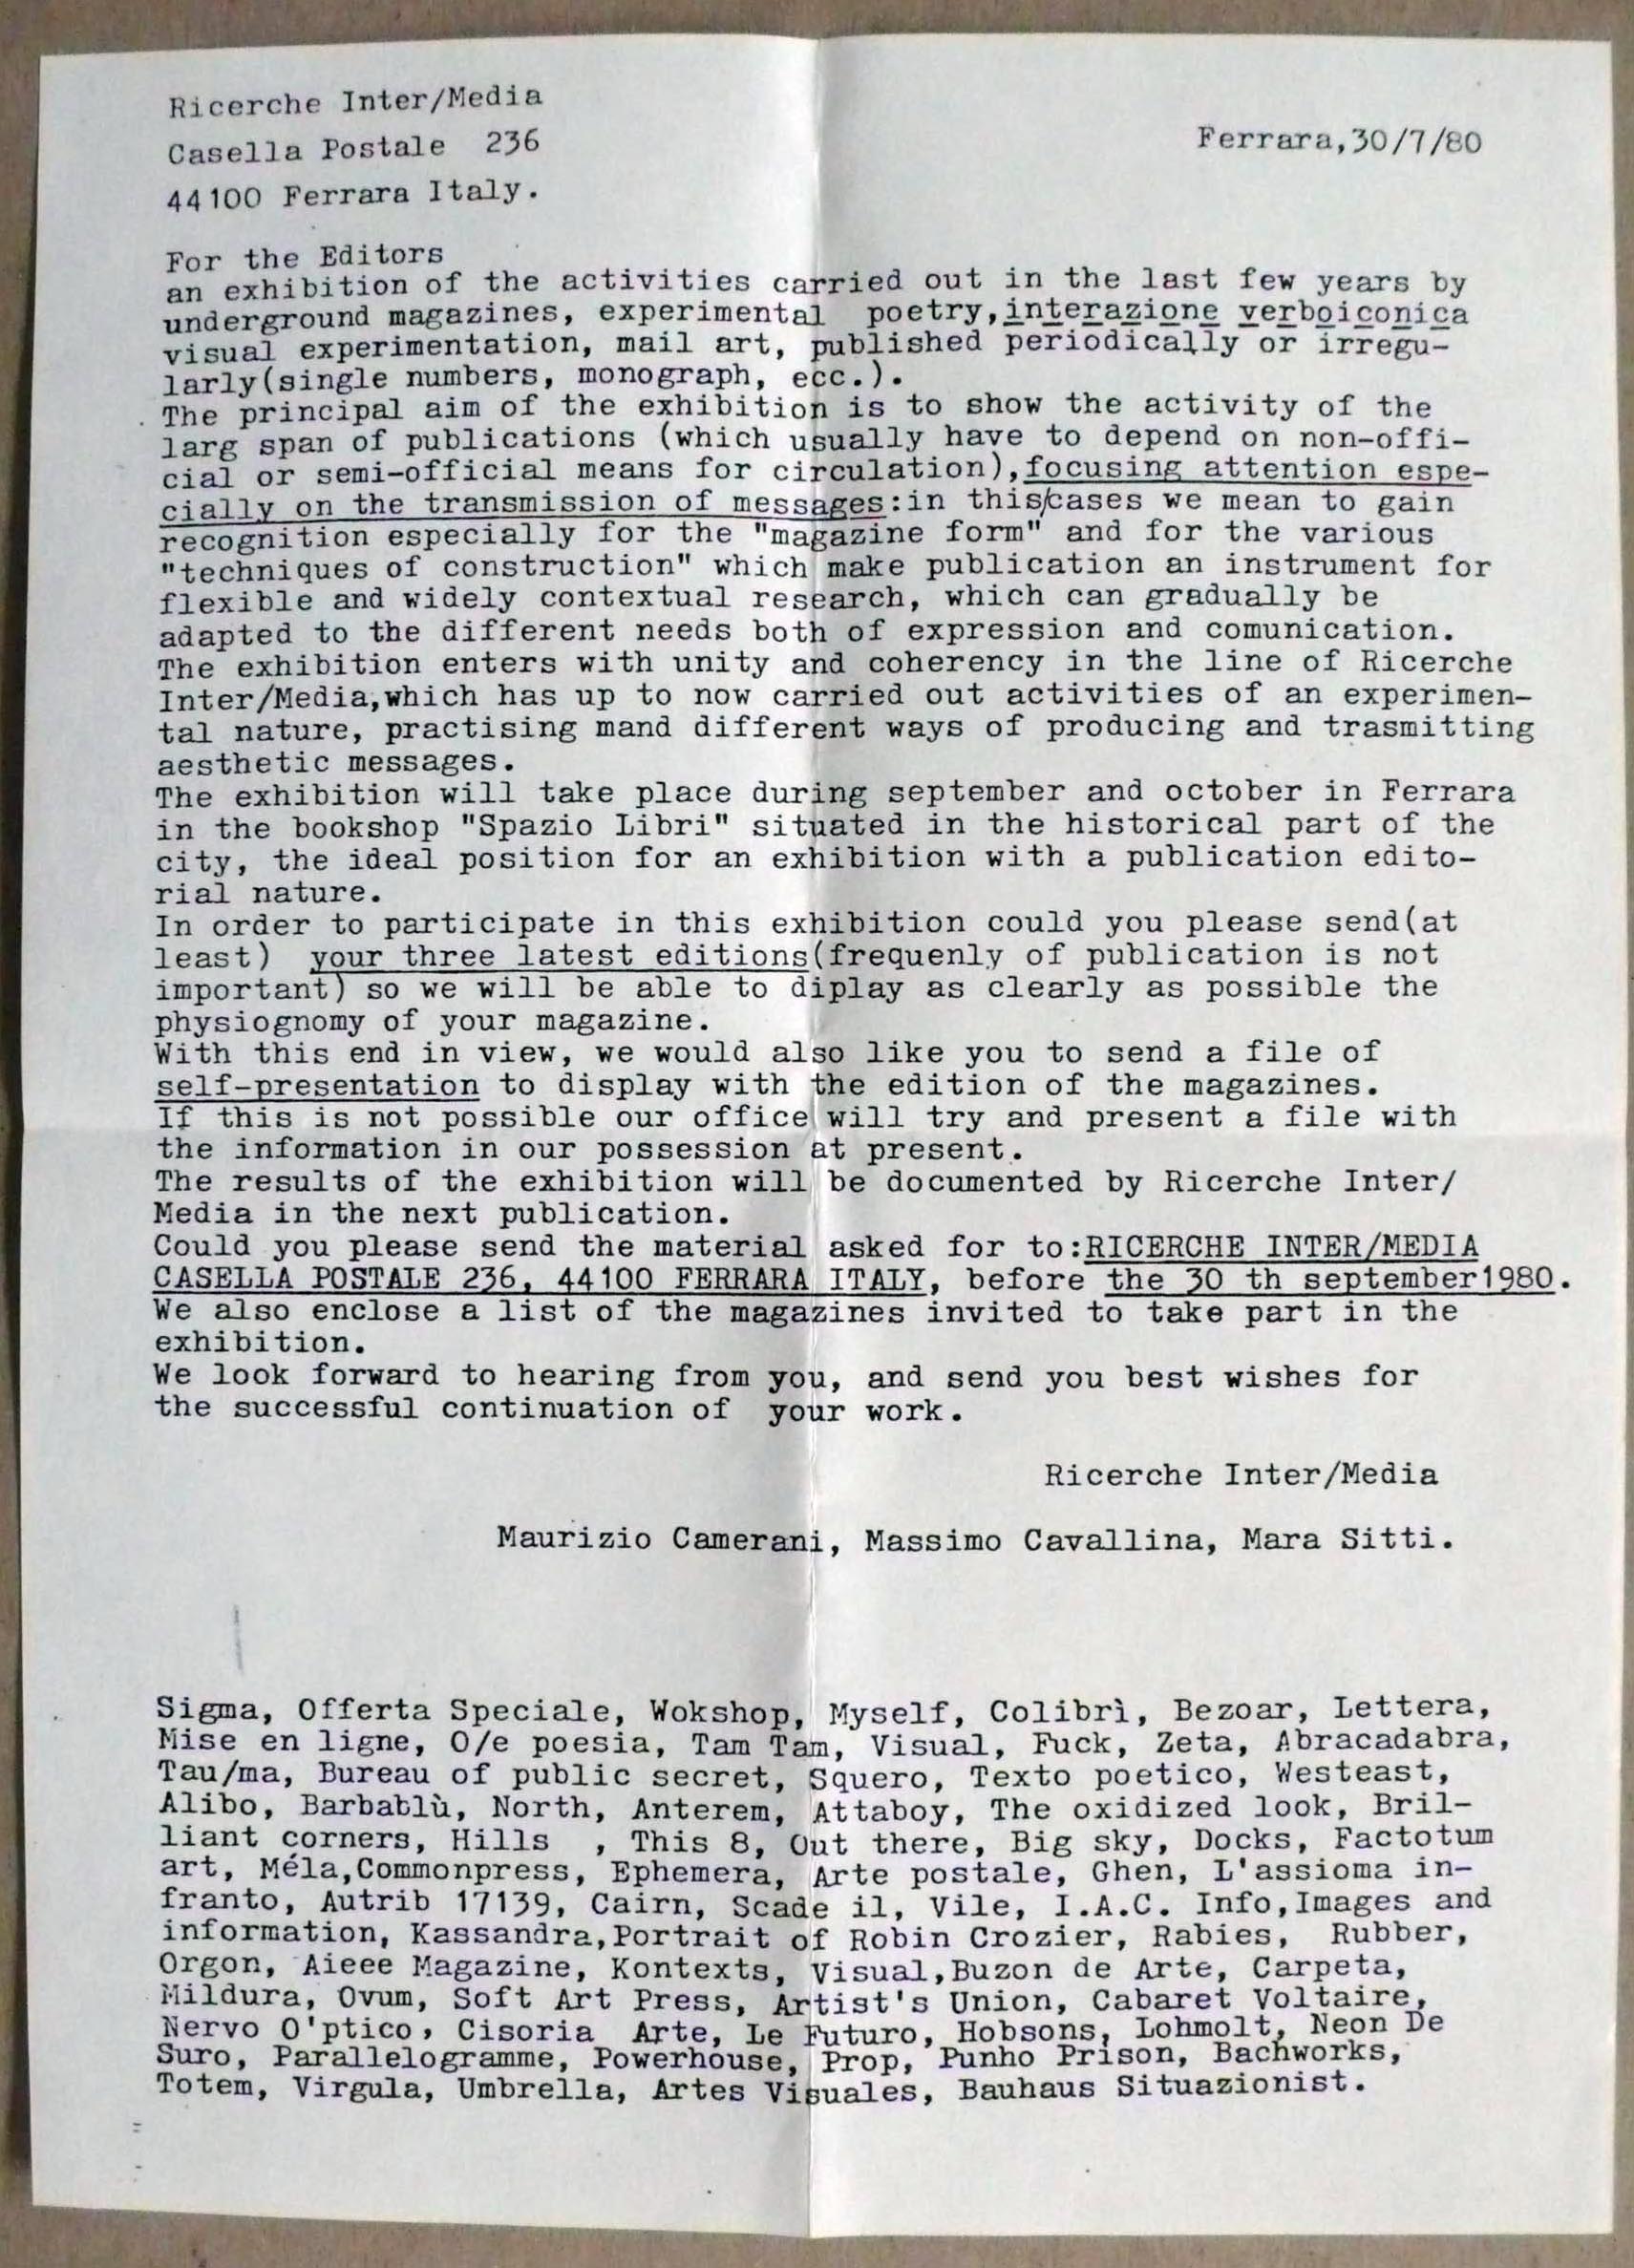 Ricerche Inter/Media
Casella Postale 236
Ferrara,30/7/80
44100 Ferrara Italy.
For the Editors
an exhibition of the activities carried out in the last few years by
underground magazines, experimental poetry,interazione verboiconica
visual experimentation, mail art, published periodically or irregu-
larly(single numbers, monograph, ecc.).
The principal aim of the exhibition is to show the activity of the
larg span of publications (which usually have to depend on non-offi-
cial or semi-official means for circulation),focusing attention espe-
cially on the transmission of messages:in this/cases we mean to gain
recognition especially for the "magazine form" and for the various
"techniques of construction" which make publication an instrument for
flexible and widely contextual research, which can gradually be
adapted to the different needs both of expression and comunication.
The exhibition enters with unity and coherency in the line of Ricerche
Inter/Media,which has up to now carried out activities of an experimen-
tal nature, practising mand different ways of producing and trasmitting
aesthetic messages.
The exhibition will take place during september and october in Ferrara
in the bookshop "Spazio Libri" situated in the historical part of the
city, the ideal position for an exhibition with a publication edito-
rial nature.
In order to participate in this exhibition could you please send(at
least) your three latest editions(frequenly of publication is not
important) so we will be able to diplay as clearly as possible the
physiognomy of your magazine.
With this end in view, we would also like you to send a file of
self-presentation to display with the edition of the magazines.
If this is not possible our office will try and present a file with
the information in our possession at present.
The results of the exhibition will be documented by Ricerche Inter/
Media in the next publication.
Could you please send the material asked for to:RICERCHE INTER/MEDIA
CASELLA POSTALE 236, 44100 FERRARA ITALY, before the 30 th september1980.
We also enclose a list of the magazines invited to take part in the
exhibition.
We look forward to hearing from you, and send you best wishes for
the successful continuation of your work.
Ricerche Inter/Media
Maurizio Camerani, Massimo Cavallina, Mara Sitti.
Sigma, Offerta Speciale, Wokshop, Myself, Colibrì, Bezoar, Lettera,
Mise en ligne, O/e poesia, Tam Tam, Visual, Fuck, Zeta, Abracadabra,
Tau/ma, Bureau of public secret, Squero, Texto poetico, Westeast,
Alibo, Barbablù, North, Anterem, Attaboy, The oxidized look, Bril-
liant corners, Hills , This 8, Out there, Big sky, Docks, Factotum
art, Méla,Commonpress, Ephemera, Arte postale, Ghen, L'assioma in-
franto, Autrib 17139, Cairn, Scade il, Vile, I.A.C. Info,Images and
information, Kassandra,Portrait of Robin Crozier, Rabies, Rubber,
Orgon, Aieee Magazine, Kontexts, Visual,Buzon de Arte, Carpeta,
Mildura, Ovum, Soft Art Press, Artist's Union, Cabaret Voltaire,
Nervo O'ptico, Cisoria Arte, Le Futuro, Hobsons, Lohmolt, Neon De
Suro, Parallelogramme, Powerhouse, Prop, Punho Prison, Bachworks,
Totem, Virgula, Umbrella, Artes Visuales, Bauhaus Situazionist.